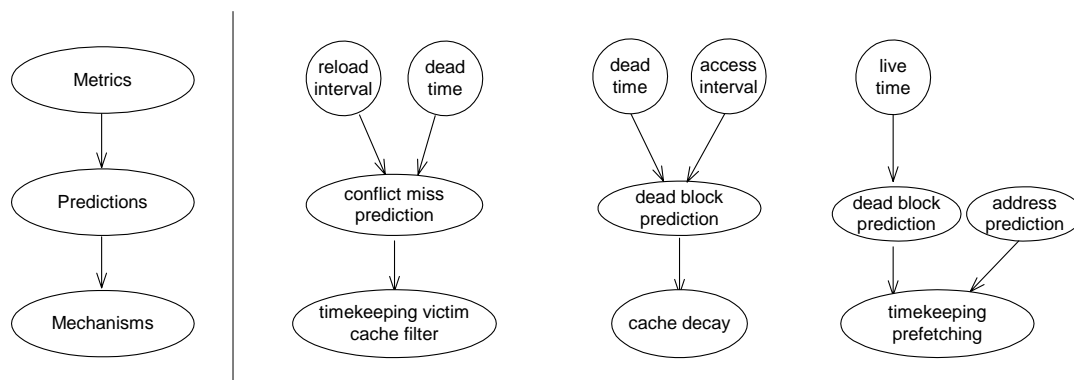 Metrics
Predictions
Mechanisms
reload
interval
dead
time
conflict miss
prediction
timekeeping victim
cache filter
dead
time
access
interval
dead block
prediction
cache decay
live
time
dead block
prediction
address
prediction
timekeeping
prefetching